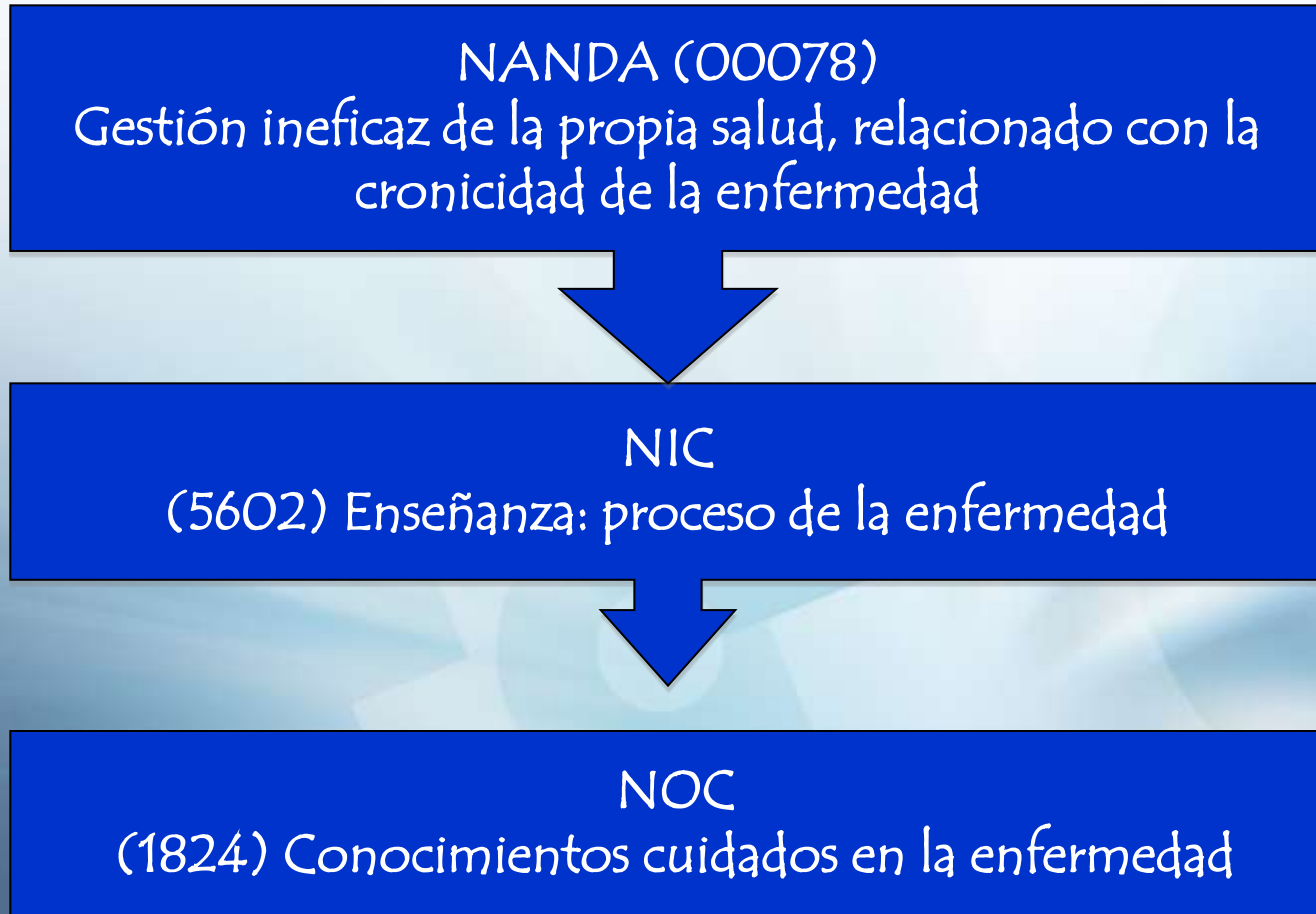 NANDA (00078)
Gestión ineficaz de la propia salud, relacionado con la
cronicidad de la enfermedad
NIC
(5602) Enseñanza: proceso de la enfermedad
NOC
(1824) Conocimientos cuidados en la enfermedad